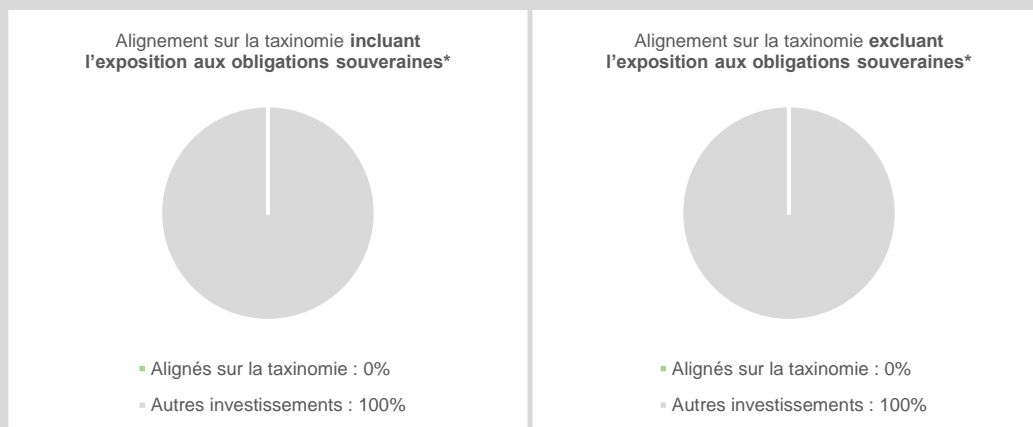 Alignement sur la taxinomie incluant
l'exposition aux obligations souveraines*
Alignés sur la taxinomie : 0%
Autres investissements : 100%
Alignement sur la taxinomie excluant
l'exposition aux obligations souveraines*
Alignés sur la taxinomie : 0%
Autres investissements : 100%